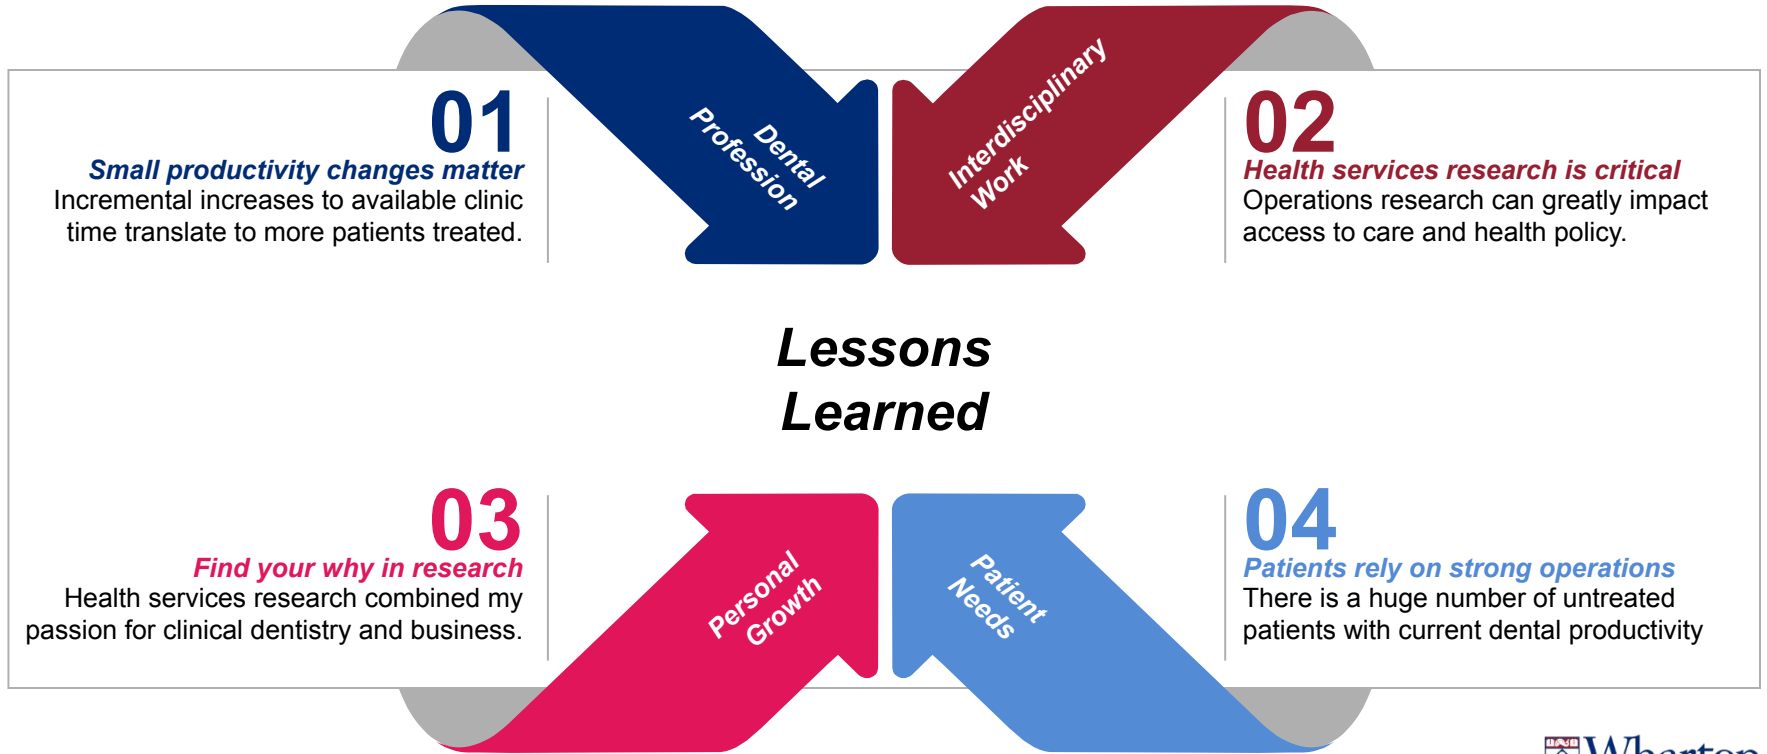 01
Small productivity changes matter
Incremental increases to available clinic
time translate to more patients treated.
Dental
Profession
Interdisciplinary
Work
02
Health services research is critical
Operations research can greatly impact
access to care and health policy.
Lessons
Learned
03
Find your why in research
Health services research combined my
passion for clinical dentistry and business.
Personal
Growth
Patient
Needs
04
Patients rely on strong operations
There is a huge number of untreated
patients with current dental productivity
Wharton